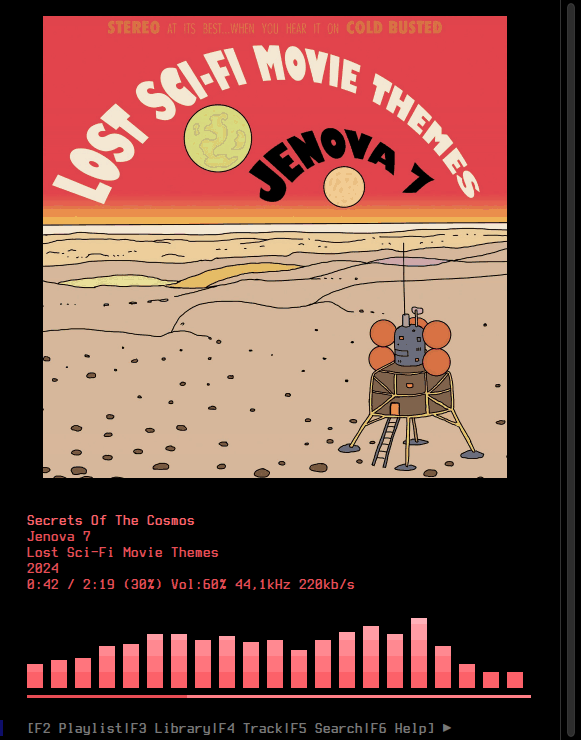 STEREO AT IT'S BEST...WHEN YOU HEAR IT ON COLD BUSTED
LOST SCI-FI MOVIE THEMES
JENOVA 7
Secrets Of The Cosmos
Jenova 7
Lost Sci-Fi Movie Themes
2024
0:42 / 2:19 (30%) Vol:60% 44,1kHz 220kb/s
[F2 Playlist|F3 Library|F4 Track|F5 Search|F6 Help] ►